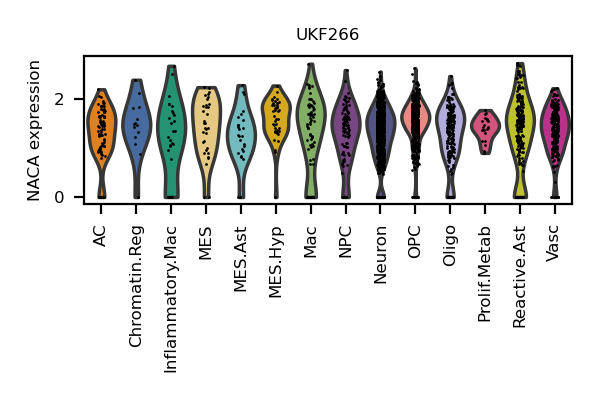 UKF266
NACA expression
2
0
AC
Chromatin.Reg
Inflammatory.Mac
MES
MES.Ast
MES.Hyp
Mac
NPC
Neuron
OPC
Oligo
Prolif.Metab
Reactive.Ast
Vasc